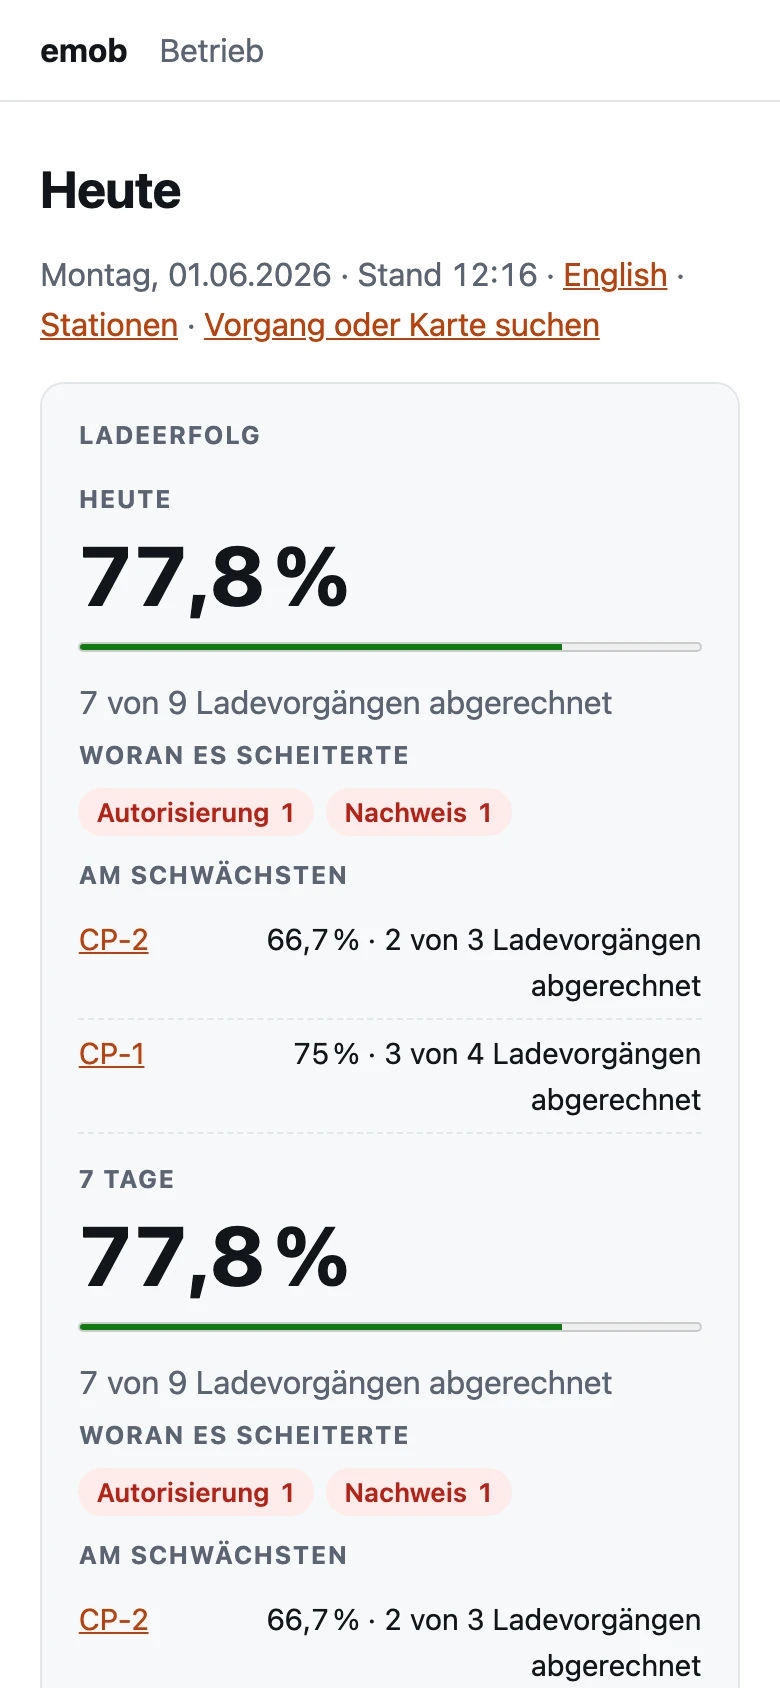 emob Betrieb
Heute
Montag, 01.06.2026 · Stand 12:16 · English ·
Stationen · Vorgang oder Karte suchen
LADEERFOLG
HEUTE
77,8 %
7 von 9 Ladevorgängen abgerechnet
WORAN ES SCHEITERTE
Autorisierung 1 Nachweis 1
AM SCHWÄCHSTEN
CP-2 66,7 % · 2 von 3 Ladevorgängen
abgerechnet
CP-1 75 % · 3 von 4 Ladevorgängen
abgerechnet
7 TAGE
77,8 %
7 von 9 Ladevorgängen abgerechnet
WORAN ES SCHEITERTE
Autorisierung 1 Nachweis 1
AM SCHWÄCHSTEN
CP-2 66,7 % · 2 von 3 Ladevorgängen
abgerechnet